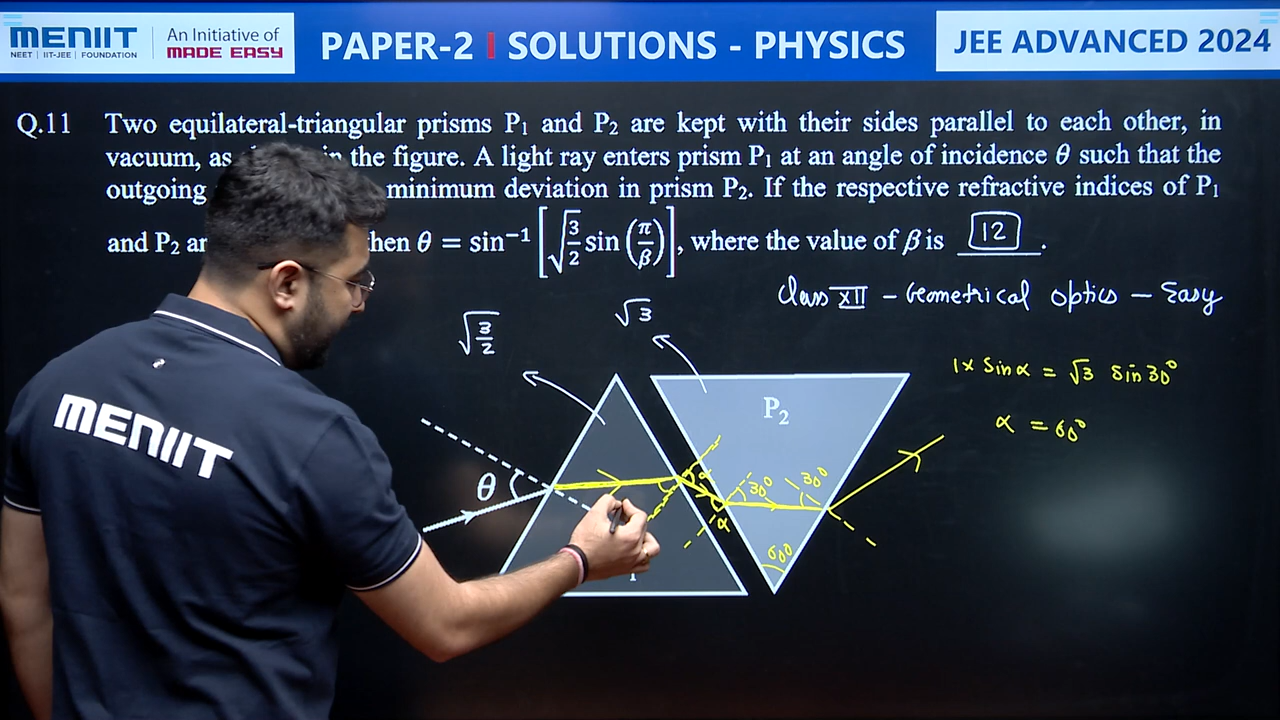 MENIIT
NEET | IIT-JEE | FOUNDATION
An Initiative of
MADE EASY
PAPER-2 | SOLUTIONS - PHYSICS
JEE ADVANCED 2024
Q.11 Two equilateral-triangular prisms P₁ and P₂ are kept with their sides parallel to each other, in
vacuum, as in the figure. A light ray enters prism P₁ at an angle of incidence θ such that the
outgoing minimum deviation in prism P₂. If the respective refractive indices of P₁
and P₂ then θ = sin⁻¹ [√(3/2) sin (π/β)], where the value of β is 12 .
Class XII - Geometrical optics - Easy
√(3/2)
√3
1 x sin α = √3 sin 30°
α = 60°
P₂
θ
α
30°
30°
α
60°
MENIIT